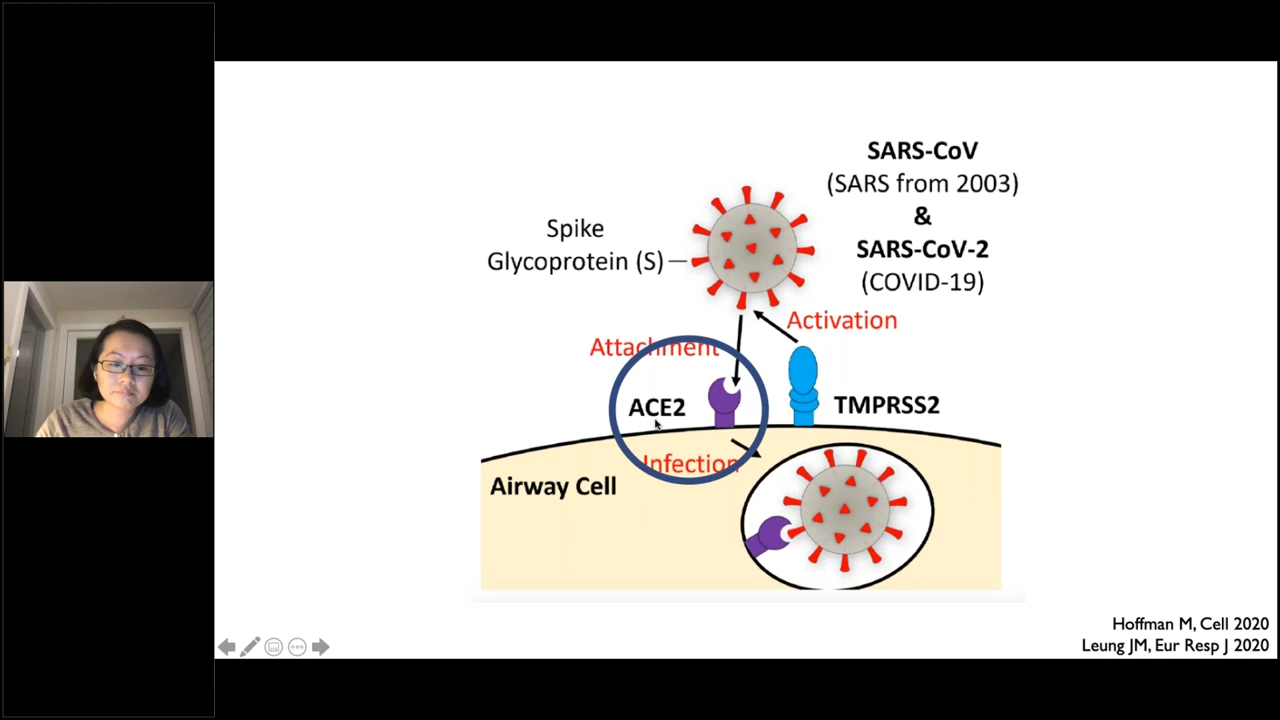 SARS-CoV
(SARS from 2003)
&
SARS-CoV-2
(COVID-19)
Spike
Glycoprotein (S)
Activation
Attachment
ACE2
TMPRSS2
Infection
Airway Cell
Hoffman M, Cell 2020
Leung JM, Eur Resp J 2020